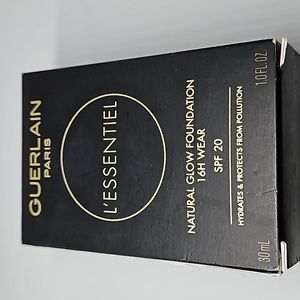 GUERLAIN
PARIS
L'ESSENTIEL
NATURAL GLOW FOUNDATION
16H WEAR
SPF 20
HYDRATES & PROTECTS FROM POLLUTION
30 mL
1.0 FL.OZ.